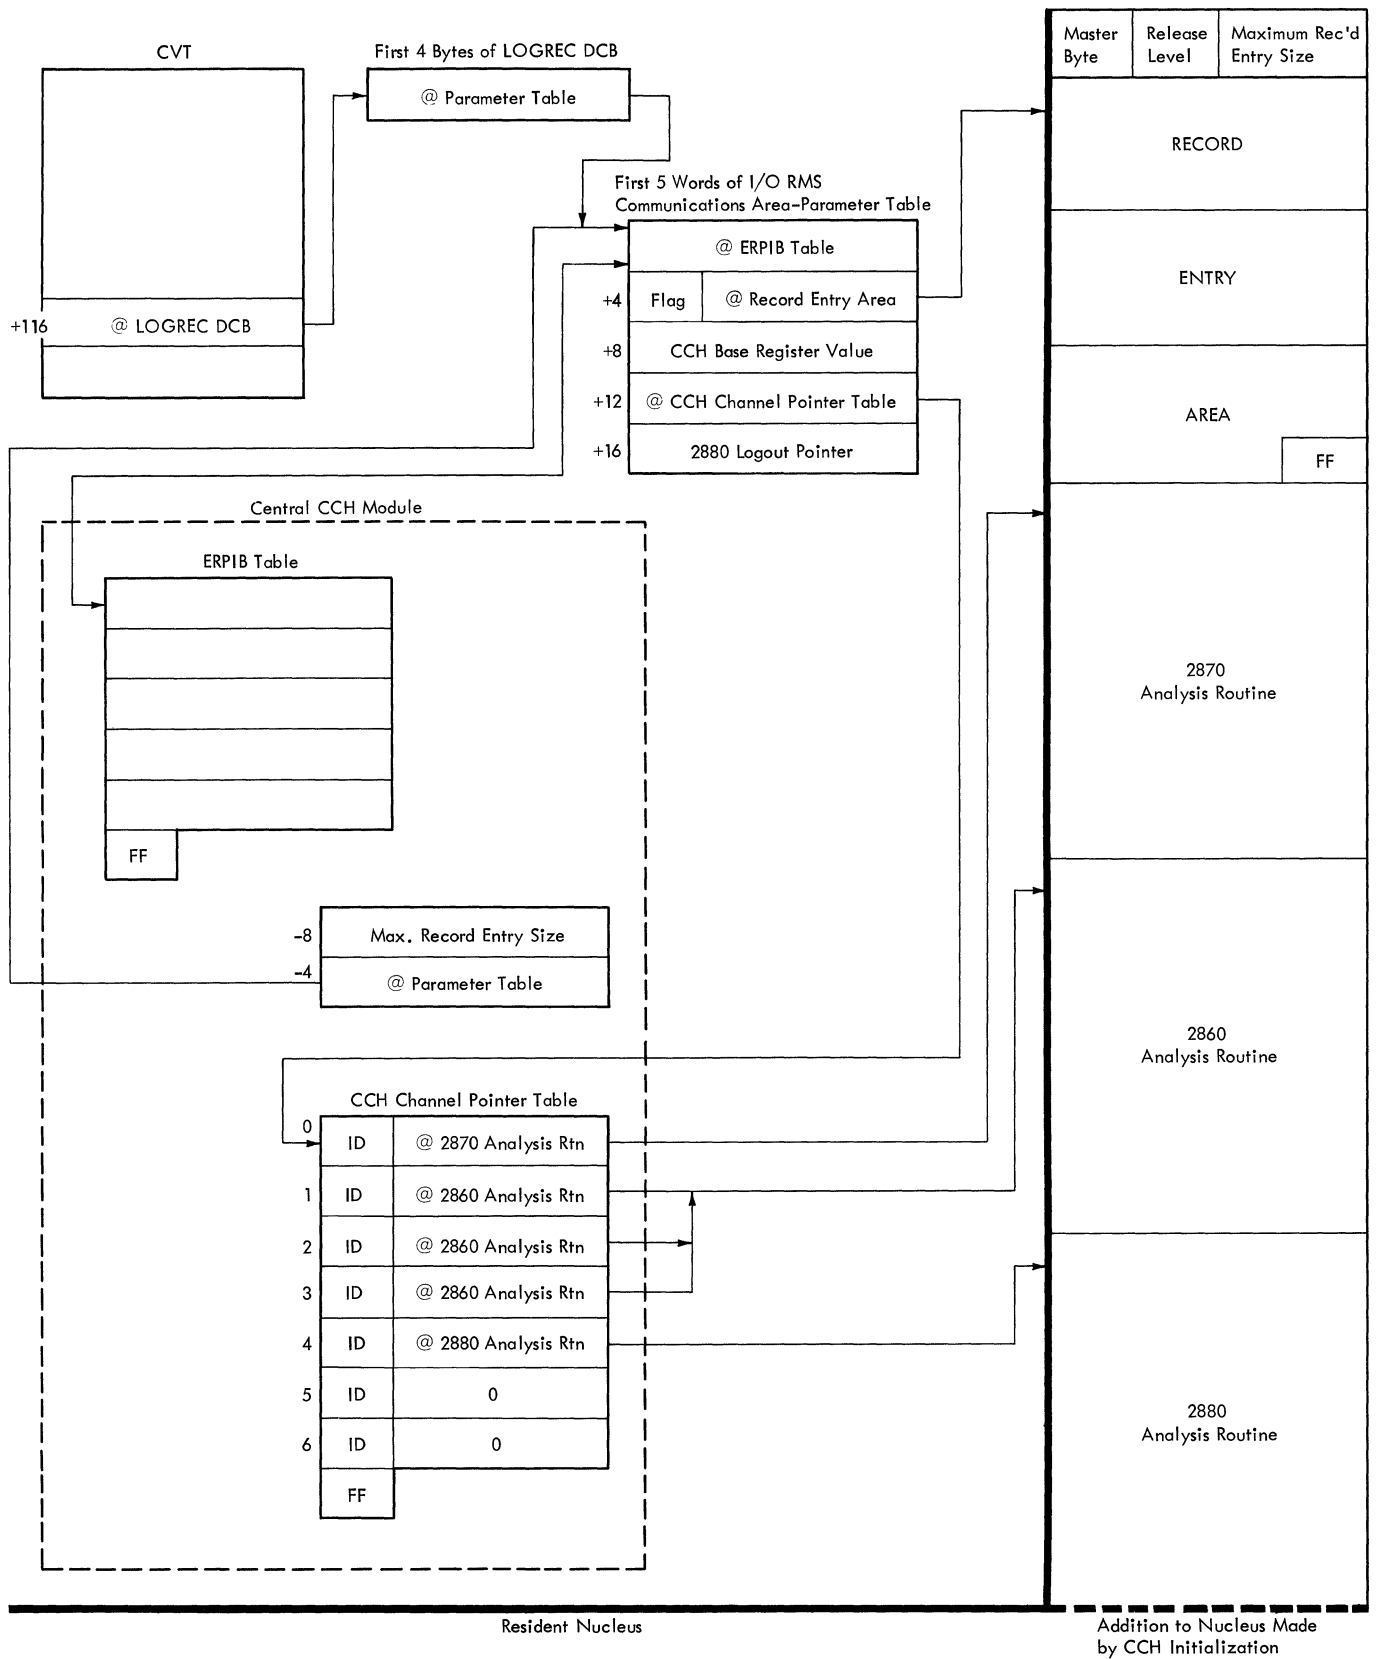 CVT
First 4 Bytes of LOGREC DCB
@ Parameter Table
+116
@ LOGREC DCB
First 5 Words of I/O RMS
Communications Area-Parameter Table
@ ERPIB Table
+4
Flag
@ Record Entry Area
+8
CCH Base Register Value
+12
@ CCH Channel Pointer Table
+16
2880 Logout Pointer
Master
Byte
Release
Level
Maximum Rec'd
Entry Size
RECORD
ENTRY
AREA
FF
2870
Analysis Routine
2860
Analysis Routine
2880
Analysis Routine
Central CCH Module
ERPIB Table
FF
-8
Max. Record Entry Size
-4
@ Parameter Table
CCH Channel Pointer Table
0
ID
@ 2870 Analysis Rtn
1
ID
@ 2860 Analysis Rtn
2
ID
@ 2860 Analysis Rtn
3
ID
@ 2860 Analysis Rtn
4
ID
@ 2880 Analysis Rtn
5
ID
0
6
ID
0
FF
Resident Nucleus
Addition to Nucleus Made
by CCH Initialization